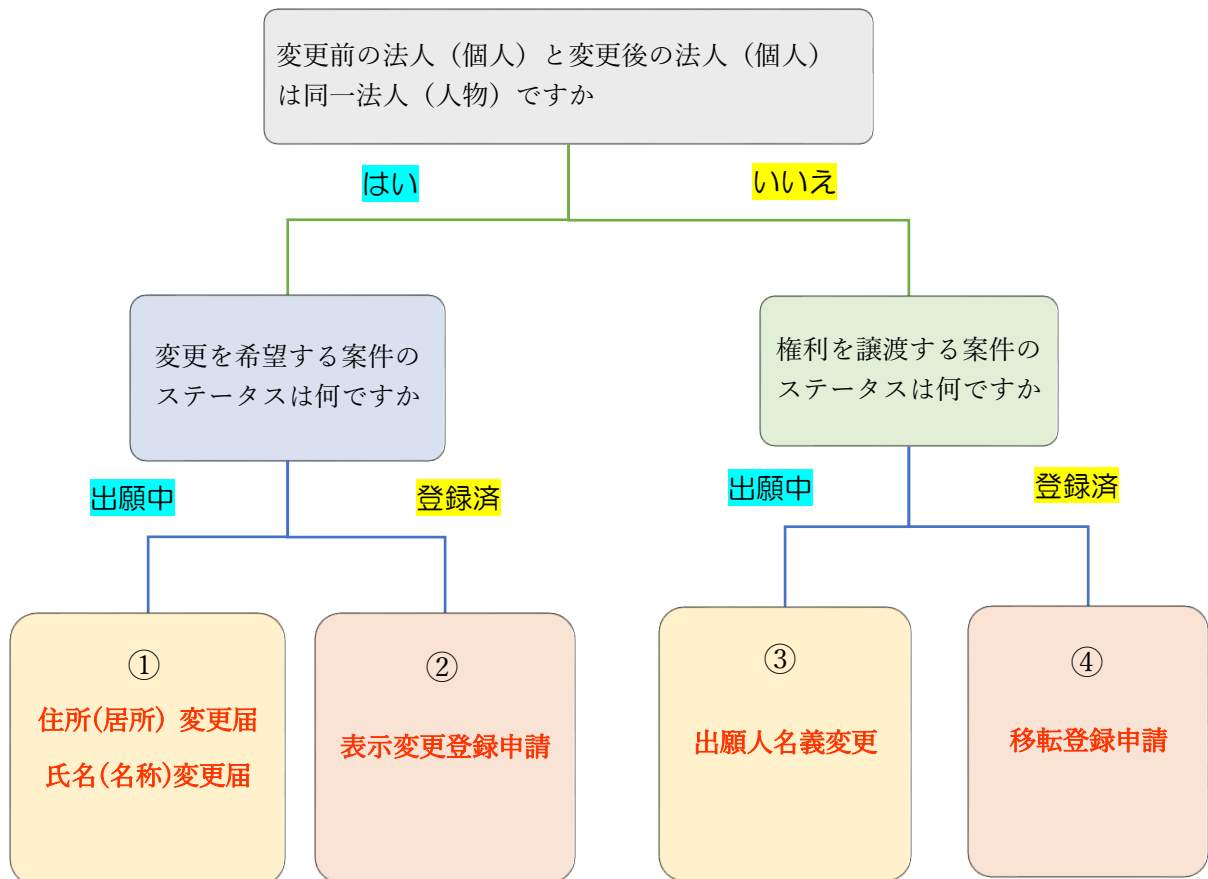 変更前の法人（個人）と変更後の法人（個人）
は同一法人（人物）ですか
はい
いいえ
変更を希望する案件の
ステータスは何ですか
権利を譲渡する案件の
ステータスは何ですか
出願中
登録済
出願中
登録済
①
住所(居所) 変更届
氏名(名称)変更届
②
表示変更登録申請
③
出願人名義変更
④
移転登録申請